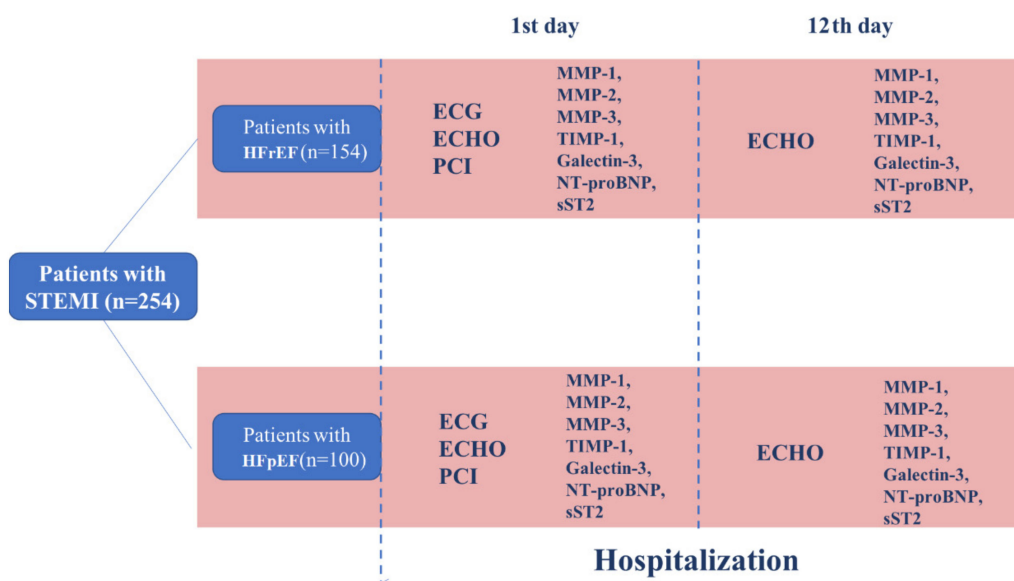 1st day
12th day
Patients with
HFrEF (n=154)
ECG
ECHO
PCI
MMP-1,
MMP-2,
MMP-3,
TIMP-1,
Galectin-3,
NT-proBNP,
sST2
ECHO
MMP-1,
MMP-2,
MMP-3,
TIMP-1,
Galectin-3,
NT-proBNP,
sST2
Patients with
STEMI (n=254)
Patients with
HFpEF(n=100)
ECG
ECHO
PCI
MMP-1,
MMP-2,
MMP-3,
TIMP-1,
Galectin-3,
NT-proBNP,
sST2
ECHO
MMP-1,
MMP-2,
MMP-3,
TIMP-1,
Galectin-3,
NT-proBNP,
sST2
Hospitalization